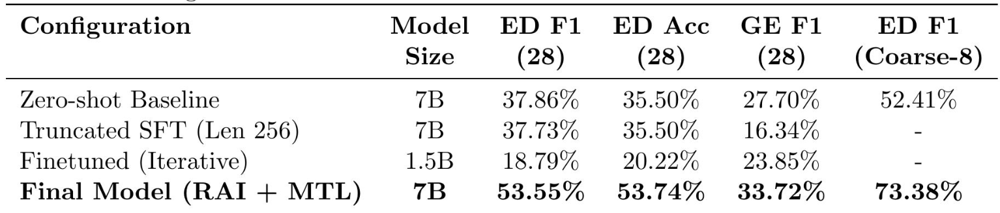 Configuration Model ED F1 ED Acc GE F1 ED F1
Size (28) (28) (28) (Coarse-8)
Zero-shot Baseline 7B 37.86% 35.50% 27.70% 52.41%
Truncated SFT (Len 256) 7B 37.73% 35.50% 16.34% -
Finetuned (Iterative) 1.5B 18.79% 20.22% 23.85% -
Final Model (RAI + MTL) 7B 53.55% 53.74% 33.72% 73.38%